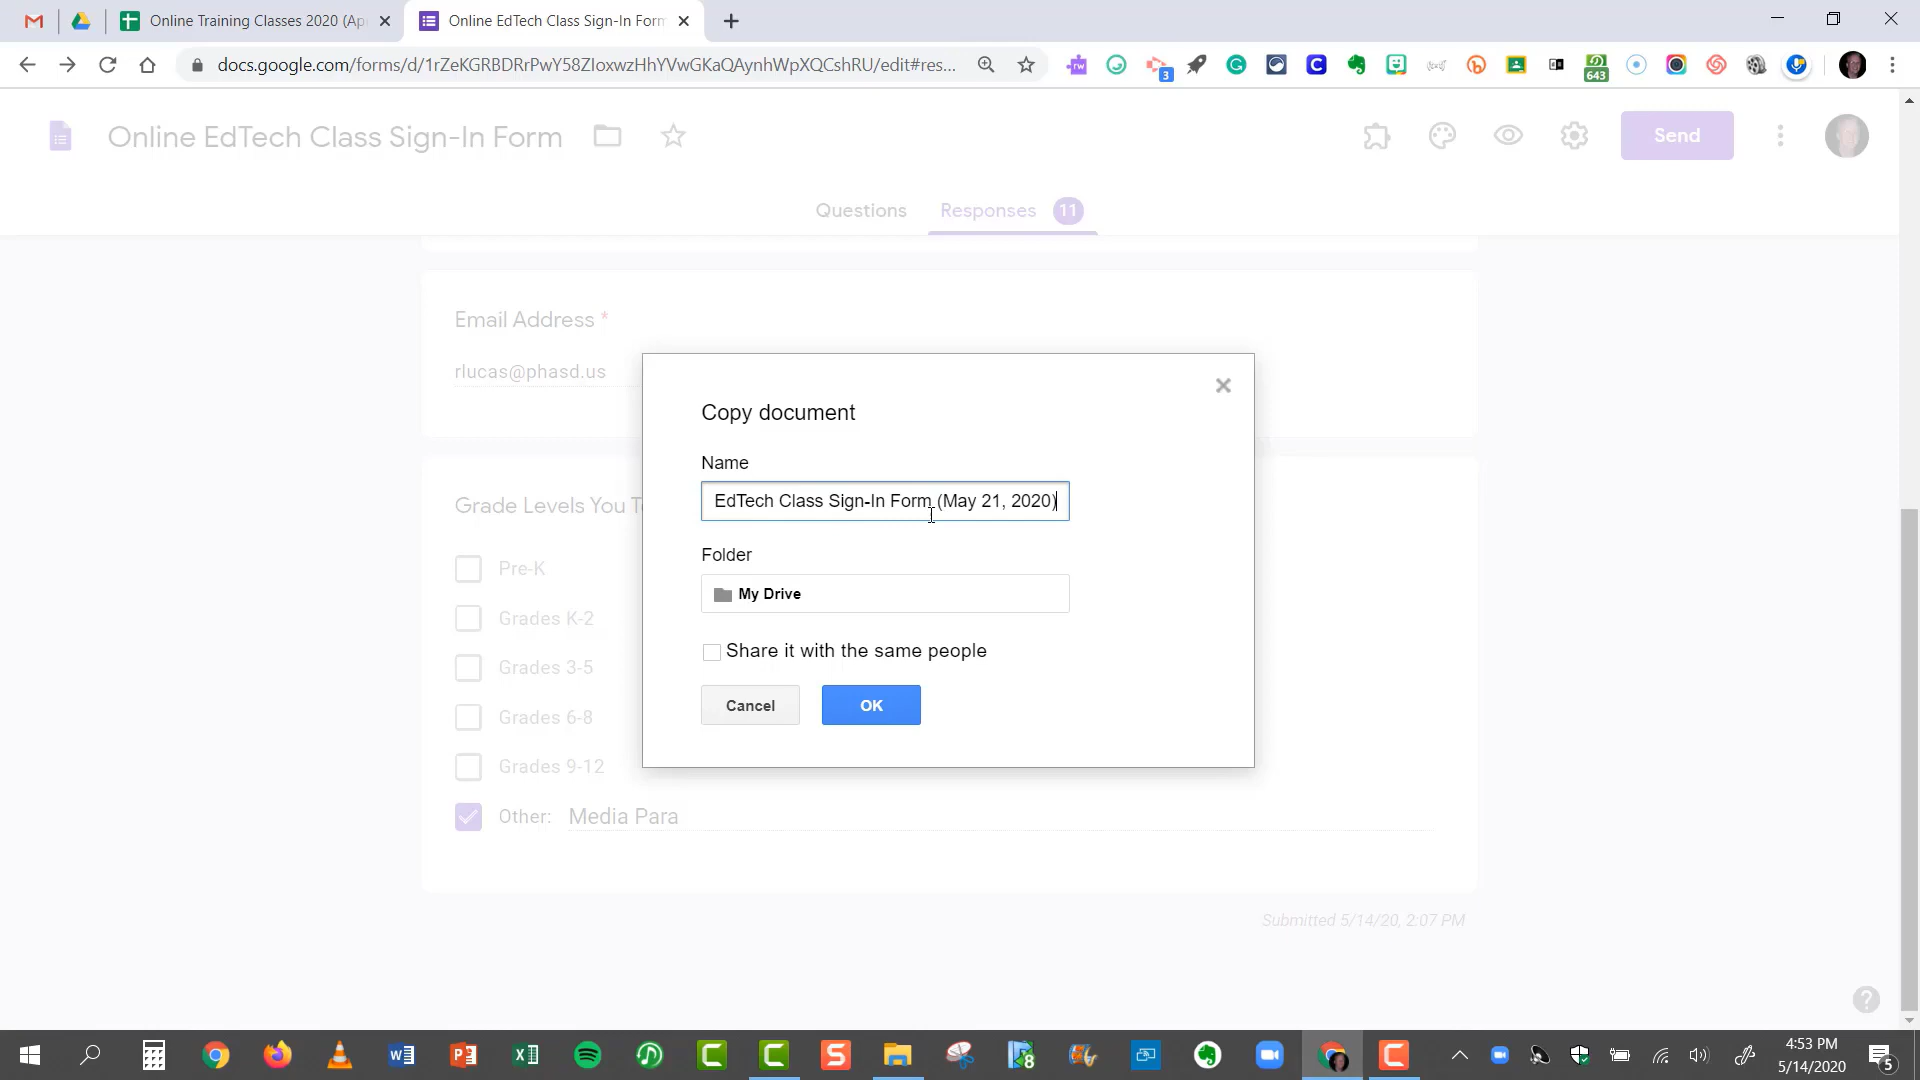 Online Training Classes 2020 (Ap
Online EdTech Class Sign-In Form
docs.google.com/forms/d/1rZeKGRBDRrPwY58ZIoxwzHhYVwGKaQAynhWpXQCshRU/edit#res...
3
643
Online EdTech Class Sign-In Form
Send
Questions
Responses 11
Email Address *
rlucas@phasd.us
Copy document
Name
EdTech Class Sign-In Form (May 21, 2020)
Grade Levels You T
Folder
My Drive
Pre-K
Grades K-2
Share it with the same people
Grades 3-5
Cancel
OK
Grades 6-8
Grades 9-12
Other: Media Para
Submitted 5/14/20, 2:07 PM
4:53 PM
5/14/2020
5